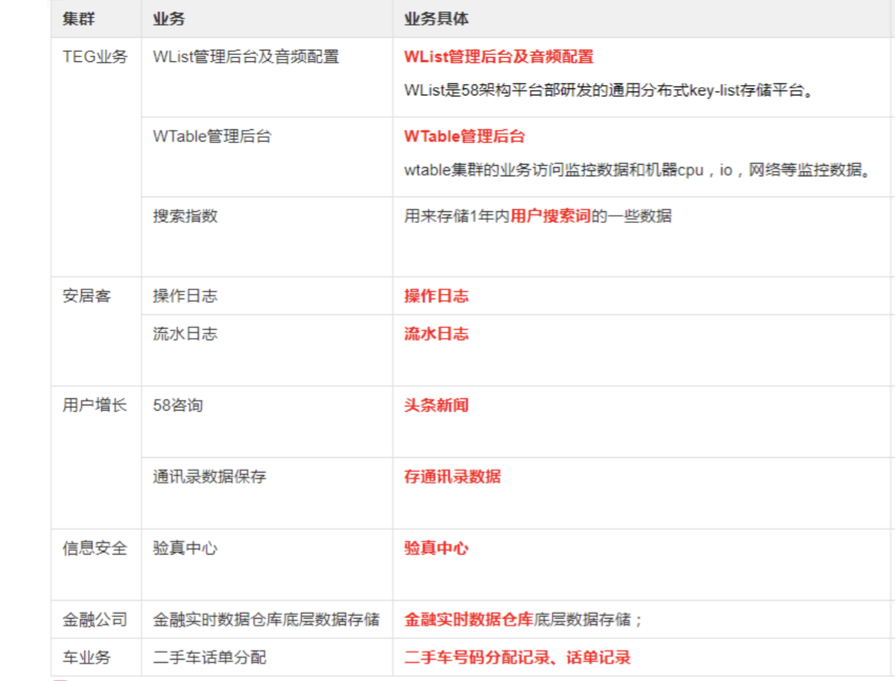 集群 业务 业务具体
TEG业务 WList管理后台及音频配置 WList管理后台及音频配置
WList是58架构平台部研发的通用分布式key-list存储平台。
WTable管理后台 WTable管理后台
wtable集群的业务访问监控数据和机器cpu，io，网络等监控数据。
搜索指数 用来存储1年内用户搜索词的一些数据
安居客 操作日志 操作日志
流水日志 流水日志
用户增长 58咨询 头条新闻
通讯录数据保存 存通讯录数据
信息安全 验真中心 验真中心
金融公司 金融实时数据仓库底层数据存储 金融实时数据仓库底层数据存储；
车业务 二手车话单分配 二手车号码分配记录、话单记录